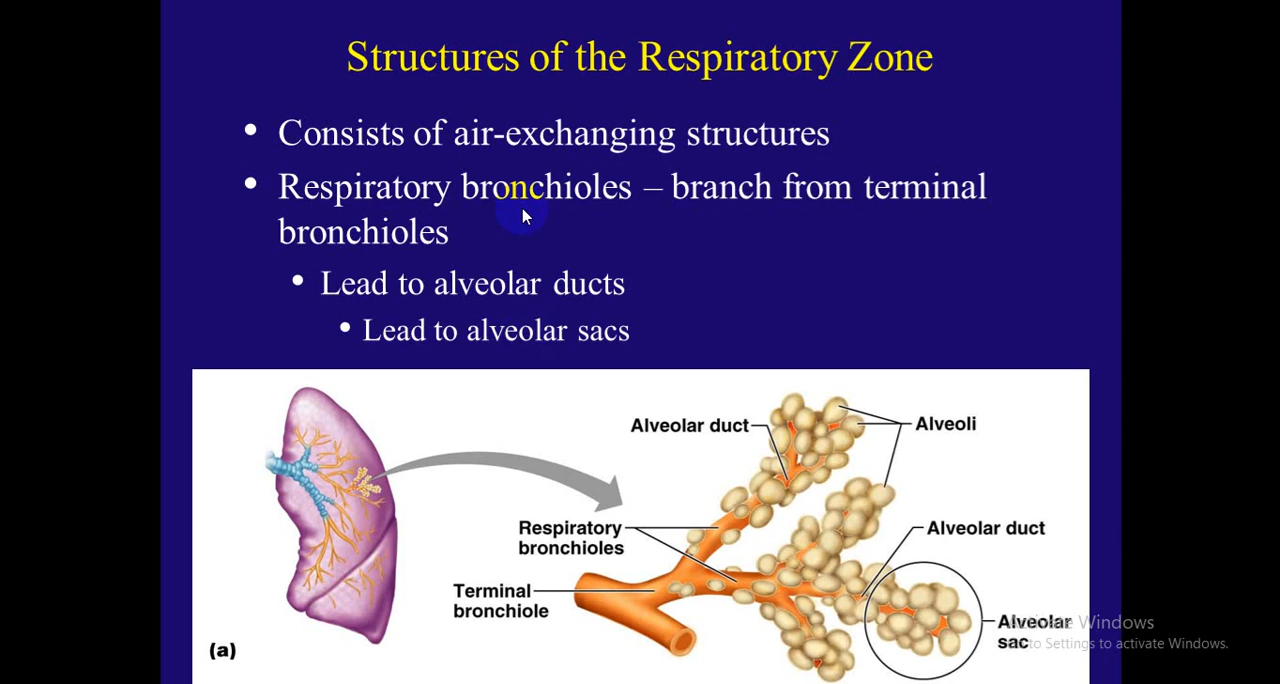 Structures of the Respiratory Zone
• Consists of air-exchanging structures
• Respiratory bronchioles – branch from terminal
bronchioles
• Lead to alveolar ducts
• Lead to alveolar sacs
Alveolar duct
Alveoli
Respiratory
bronchioles
Alveolar duct
Terminal
bronchiole
Alveolar
sac
Activate Windows
Go to Settings to activate Windows.
(a)